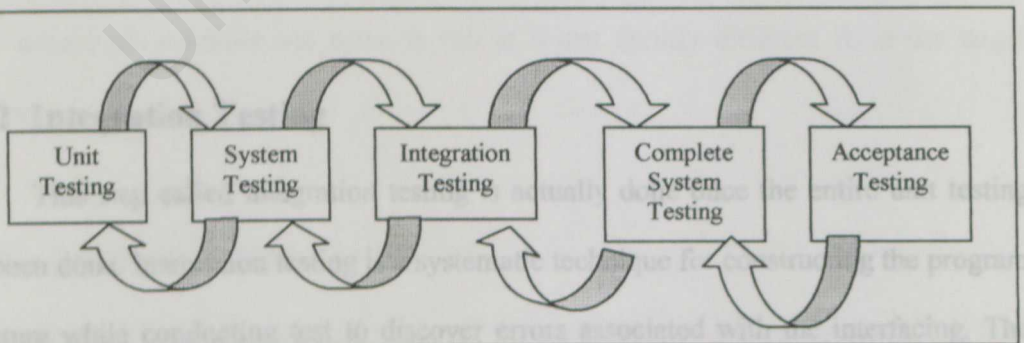 Unit
Testing
System
Testing
Integration
Testing
Complete
System
Testing
Acceptance
Testing
2 Integration Testing
called integration testing is actually done once the entire unit testing
been done. Integration testing is a systematic technique for constructing the program
while conducting test to discover errors associated with the interfacing. The